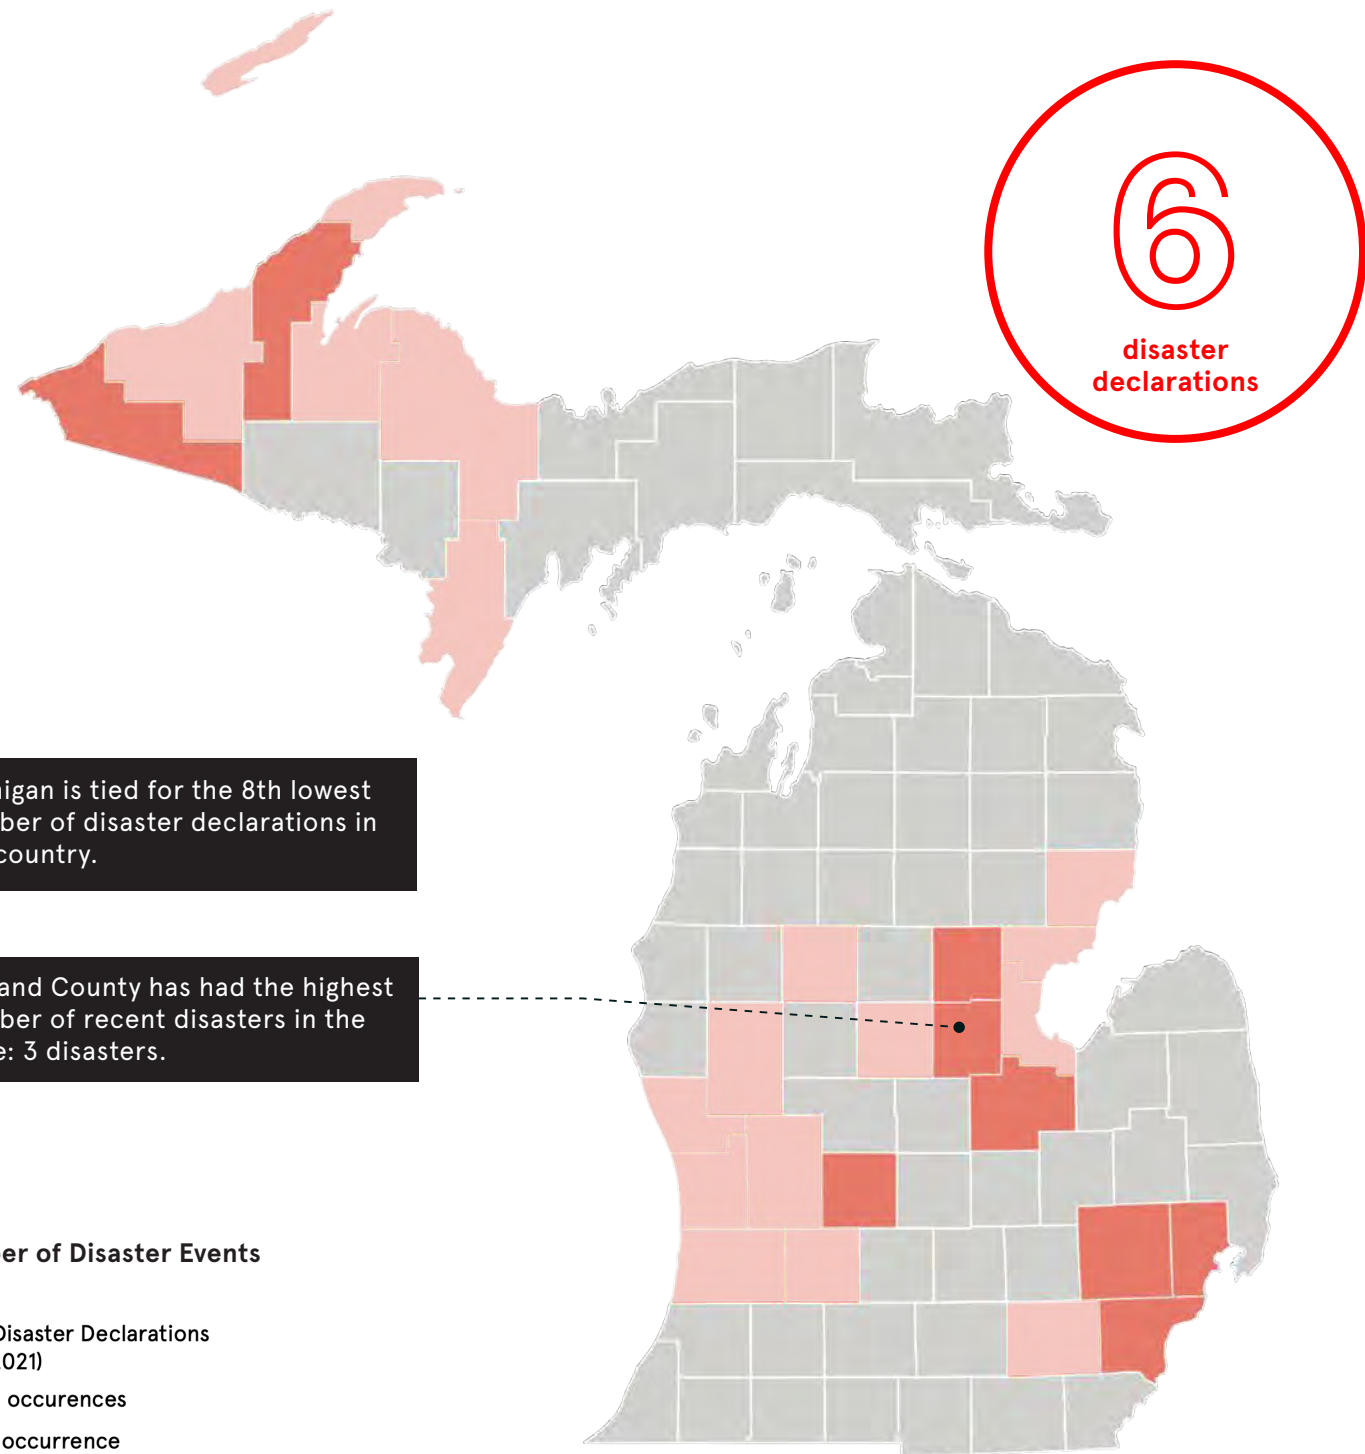 6
disaster
declarations
igan is tied for the 8th lowest
ber of disaster declarations in
country.
and County has had the highest
ber of recent disasters in the
e: 3 disasters.
er of Disaster Events
Disaster Declarations
021)
occurences
occurrence